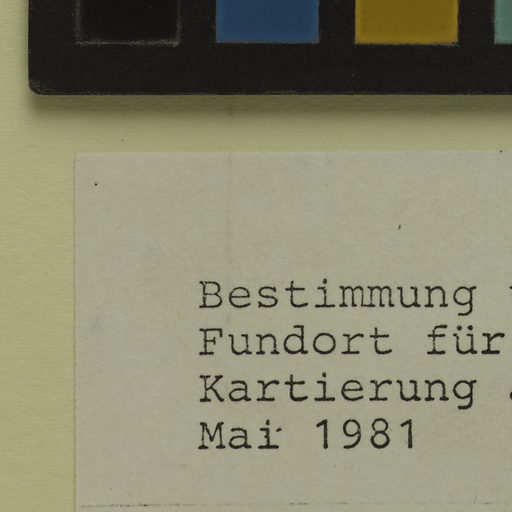 Bestimmung
Fundort für
Kartierung
Mai 1981